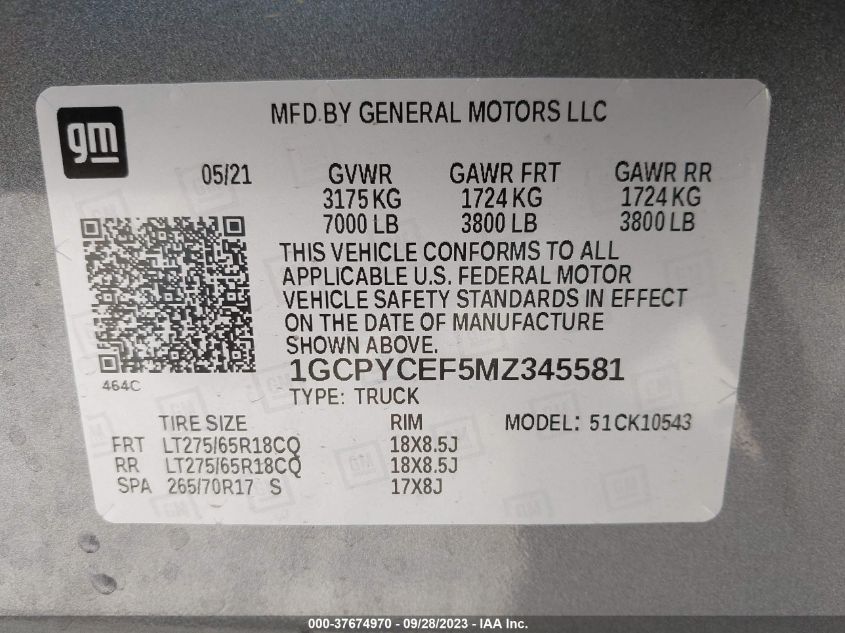 gm
MFD BY GENERAL MOTORS LLC
05/21 GVWR GAWR FRT GAWR RR
3175 KG 1724 KG 1724 KG
7000 LB 3800 LB 3800 LB
THIS VEHICLE CONFORMS TO ALL
APPLICABLE U.S. FEDERAL MOTOR
VEHICLE SAFETY STANDARDS IN EFFECT
ON THE DATE OF MANUFACTURE
SHOWN ABOVE.
464C
1GCPYCEF5MZ345581
TYPE: TRUCK
TIRE SIZE RIM MODEL: 51CK10543
FRT LT275/65R18CQ 18X8.5J
RR LT275/65R18CQ 18X8.5J
SPA 265/70R17 S 17X8J
000-37674970 - 09/28/2023 - IAA Inc.